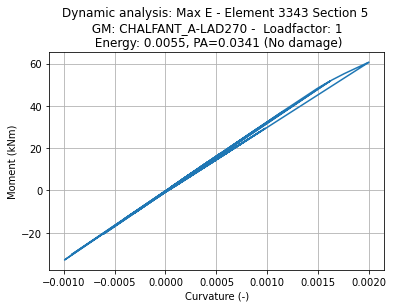 Dynamic analysis: Max E - Element 3343 Section 5
GM: CHALFANT_A-LAD270 -  Loadfactor: 1
Energy: 0.0055, PA=0.0341 (No damage)
Moment (kNm)
60
40
20
0
−20
−0.0010 −0.0005 0.0000 0.0005 0.0010 0.0015 0.0020
Curvature (-)